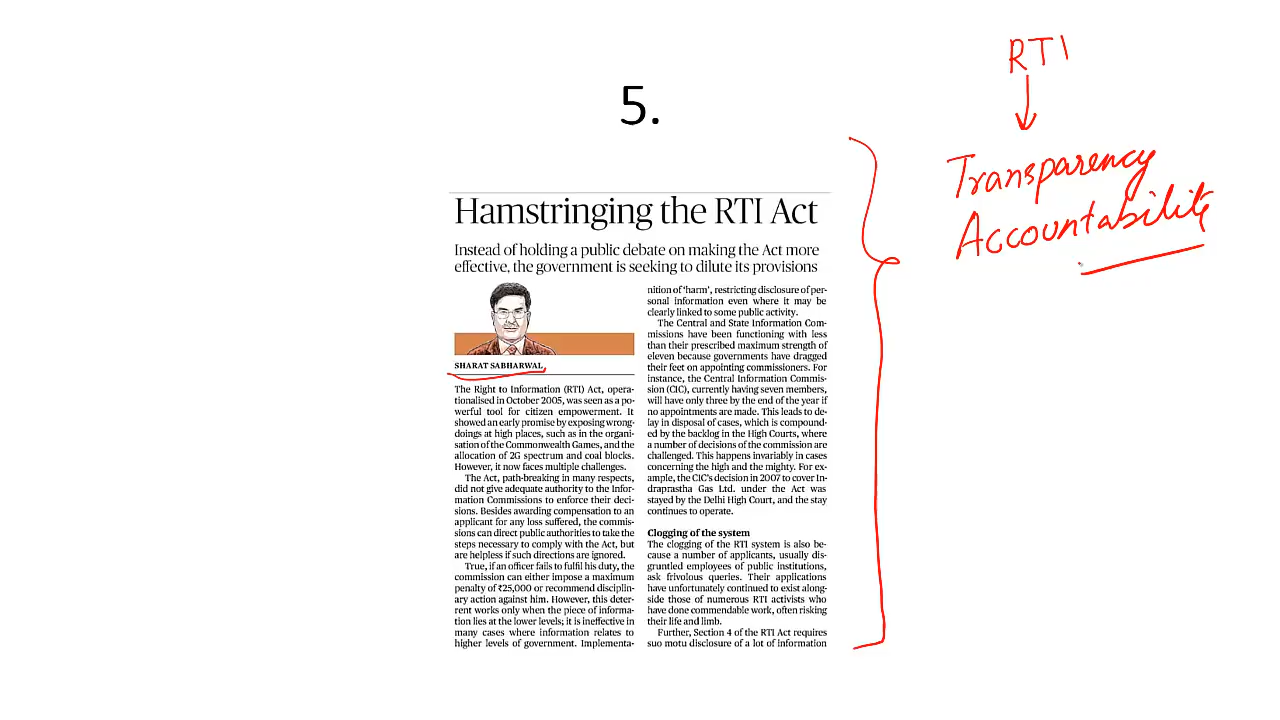 5.
Hamstringing the RTI Act
Instead of holding a public debate on making the Act more
effective, the government is seeking to dilute its provisions
SHARAT SABHARWAL
The Right to Information (RTI) Act, opera-
tionalised in October 2005, was seen as a po-
werful tool for citizen empowerment. It
showed an early promise by exposing wrong-
doings at high places, such as in the organi-
sation of the Commonwealth Games, and the
allocation of 2G spectrum and coal blocks.
However, it now faces multiple challenges.
The Act, path-breaking in many respects,
did not give adequate authority to the Infor-
mation Commissions to enforce their deci-
sions. Besides awarding compensation to an
applicant for any loss suffered, the commis-
sions can direct public authorities to take the
steps necessary to comply with the Act, but
are helpless if such directions are ignored.
True, if an officer fails to fulfil his duty, the
commission can either impose a maximum
penalty of ₹25,000 or recommend disciplin-
ary action against him. However, this deter-
rent works only when the piece of informa-
tion lies at the lower levels; it is ineffective in
many cases where information relates to
higher levels of government. Implementa-
nition of 'harm', restricting disclosure of per-
sonal information even where it may be
clearly linked to some public activity.
The Central and State Information Com-
missions have been functioning with less
than their prescribed maximum strength of
eleven because governments have dragged
their feet on appointing commissioners. For
instance, the Central Information Commis-
sion (CIC), currently having seven members,
will have only three by the end of the year if
no appointments are made. This leads to de-
lay in disposal of cases, which is compound-
ed by the backlog in the High Courts, where
a number of decisions of the commission are
challenged. This happens invariably in cases
concerning the high and the mighty. For ex-
ample, the CIC's decision in 2007 to cover In-
draprastha Gas Ltd. under the Act was
stayed by the Delhi High Court, and the stay
continues to operate.
Clogging of the system
The clogging of the RTI system is also be-
cause a number of applicants, usually dis-
gruntled employees of public institutions,
ask frivolous queries. Their applications
have unfortunately continued to exist along-
side those of numerous RTI activists who
have done commendable work, often risking
their life and limb.
Further, Section 4 of the RTI Act requires
suo motu disclosure of a lot of information
RTI
Transparency
Accountability